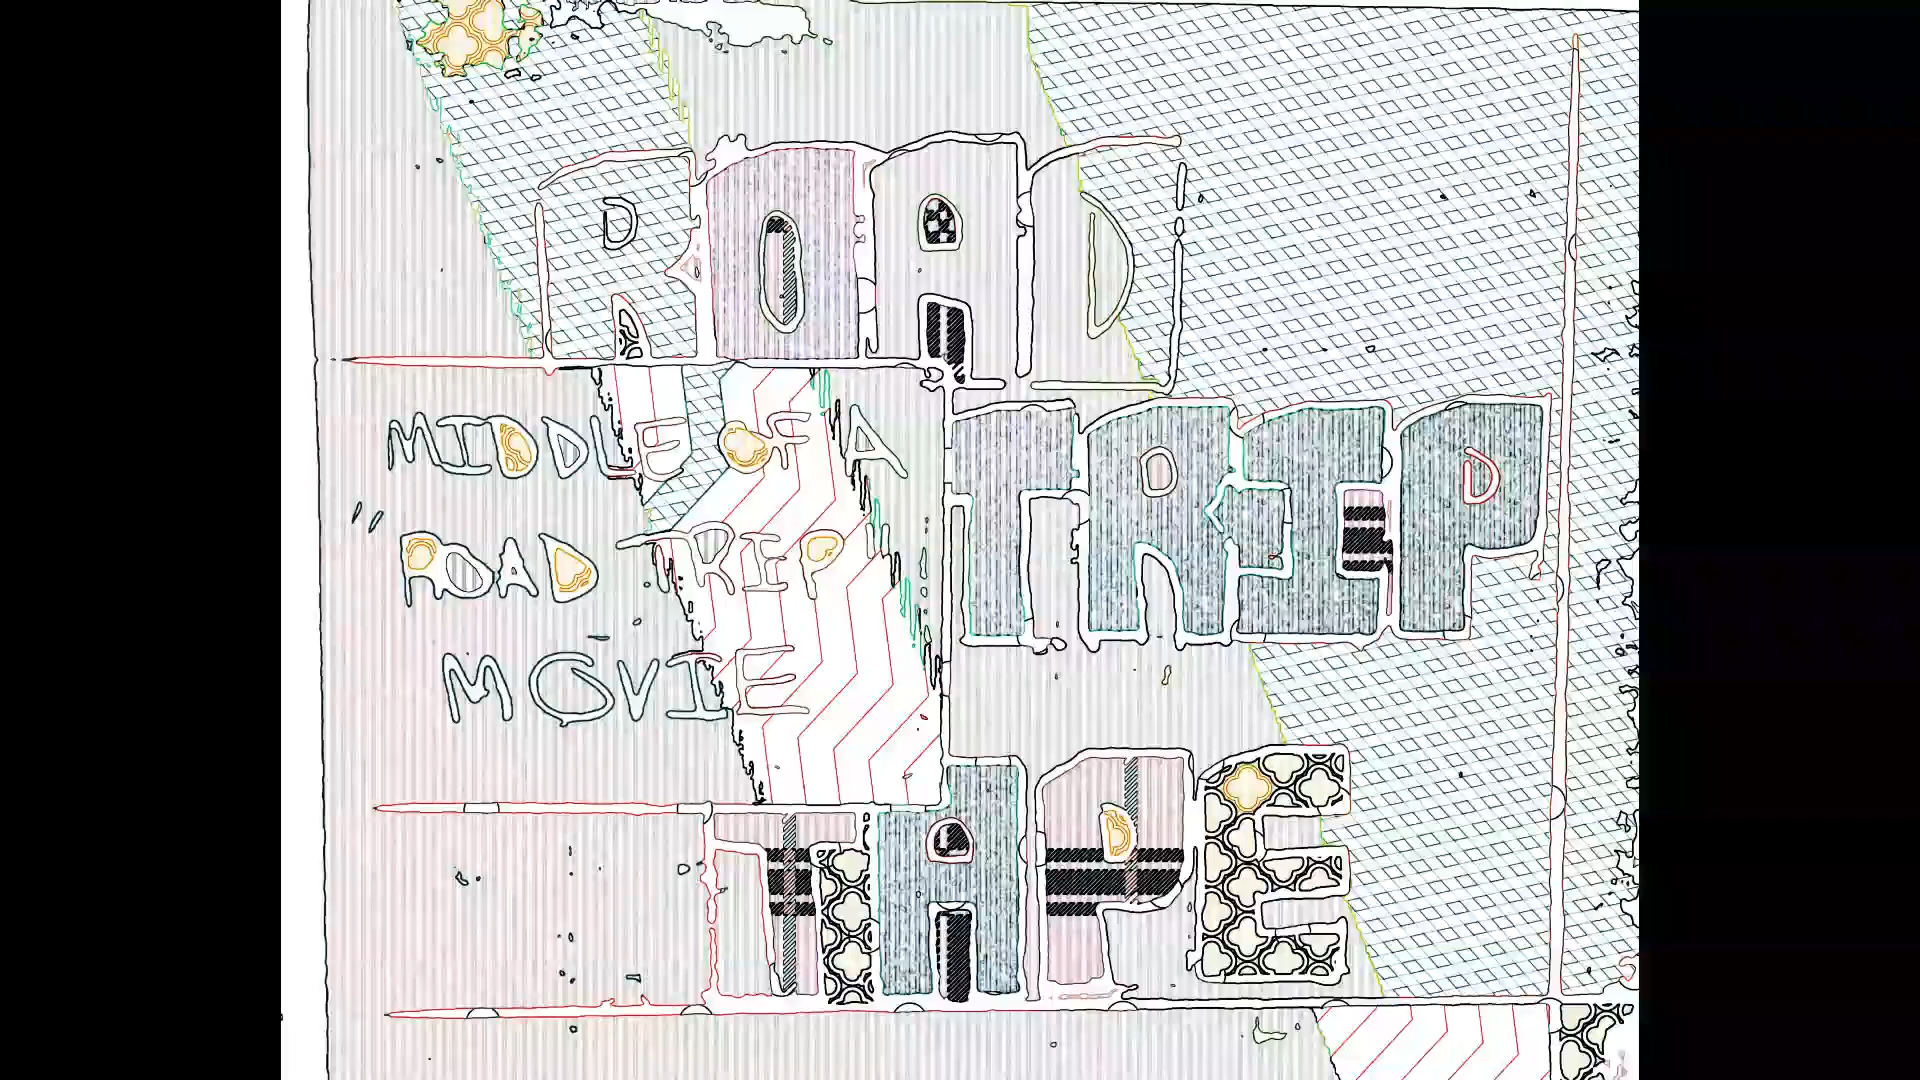 ROAD
TRIP
TAPE
MIDDLE OF A
"ROAD TRIP
MOVIE